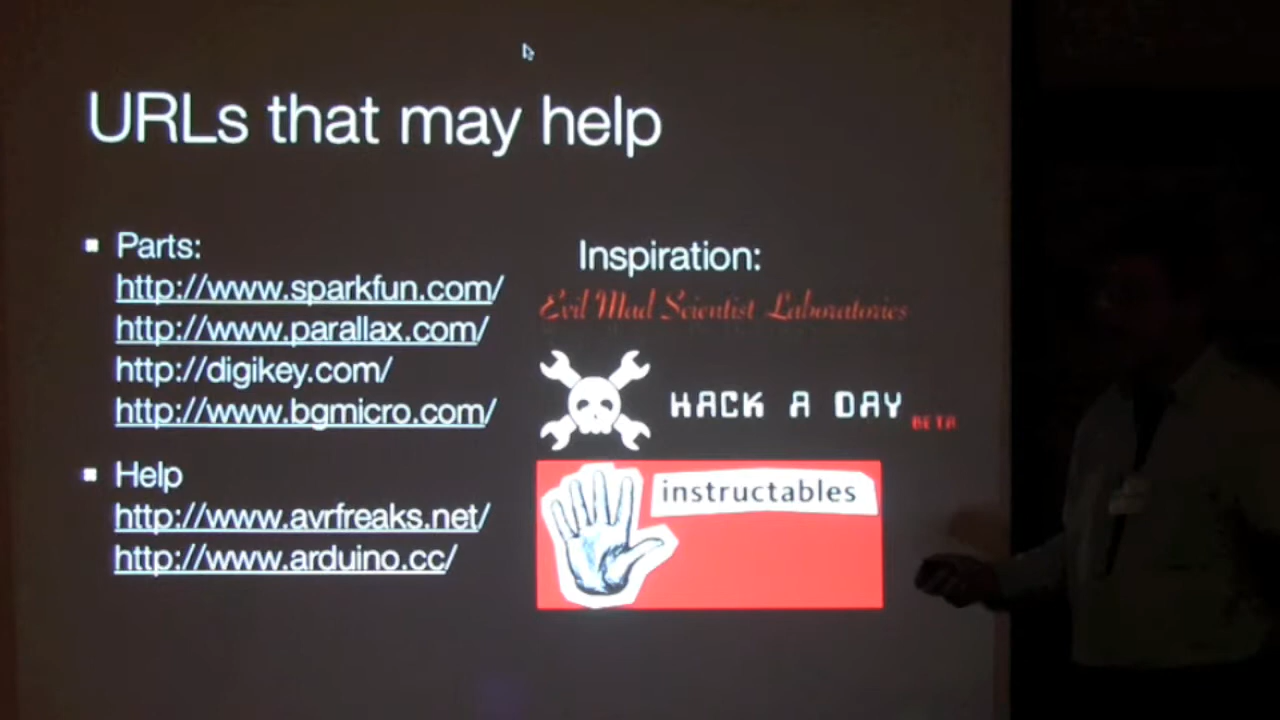 URLs that may help
Parts:
http://www.sparkfun.com/
http://www.parallax.com/
http://digikey.com/
http://www.bgmicro.com/
Help
http://www.avrfreaks.net/
http://www.arduino.cc/
Inspiration:
Evil Mad Scientist Laboratories
HACK A DAY BETA
instructables